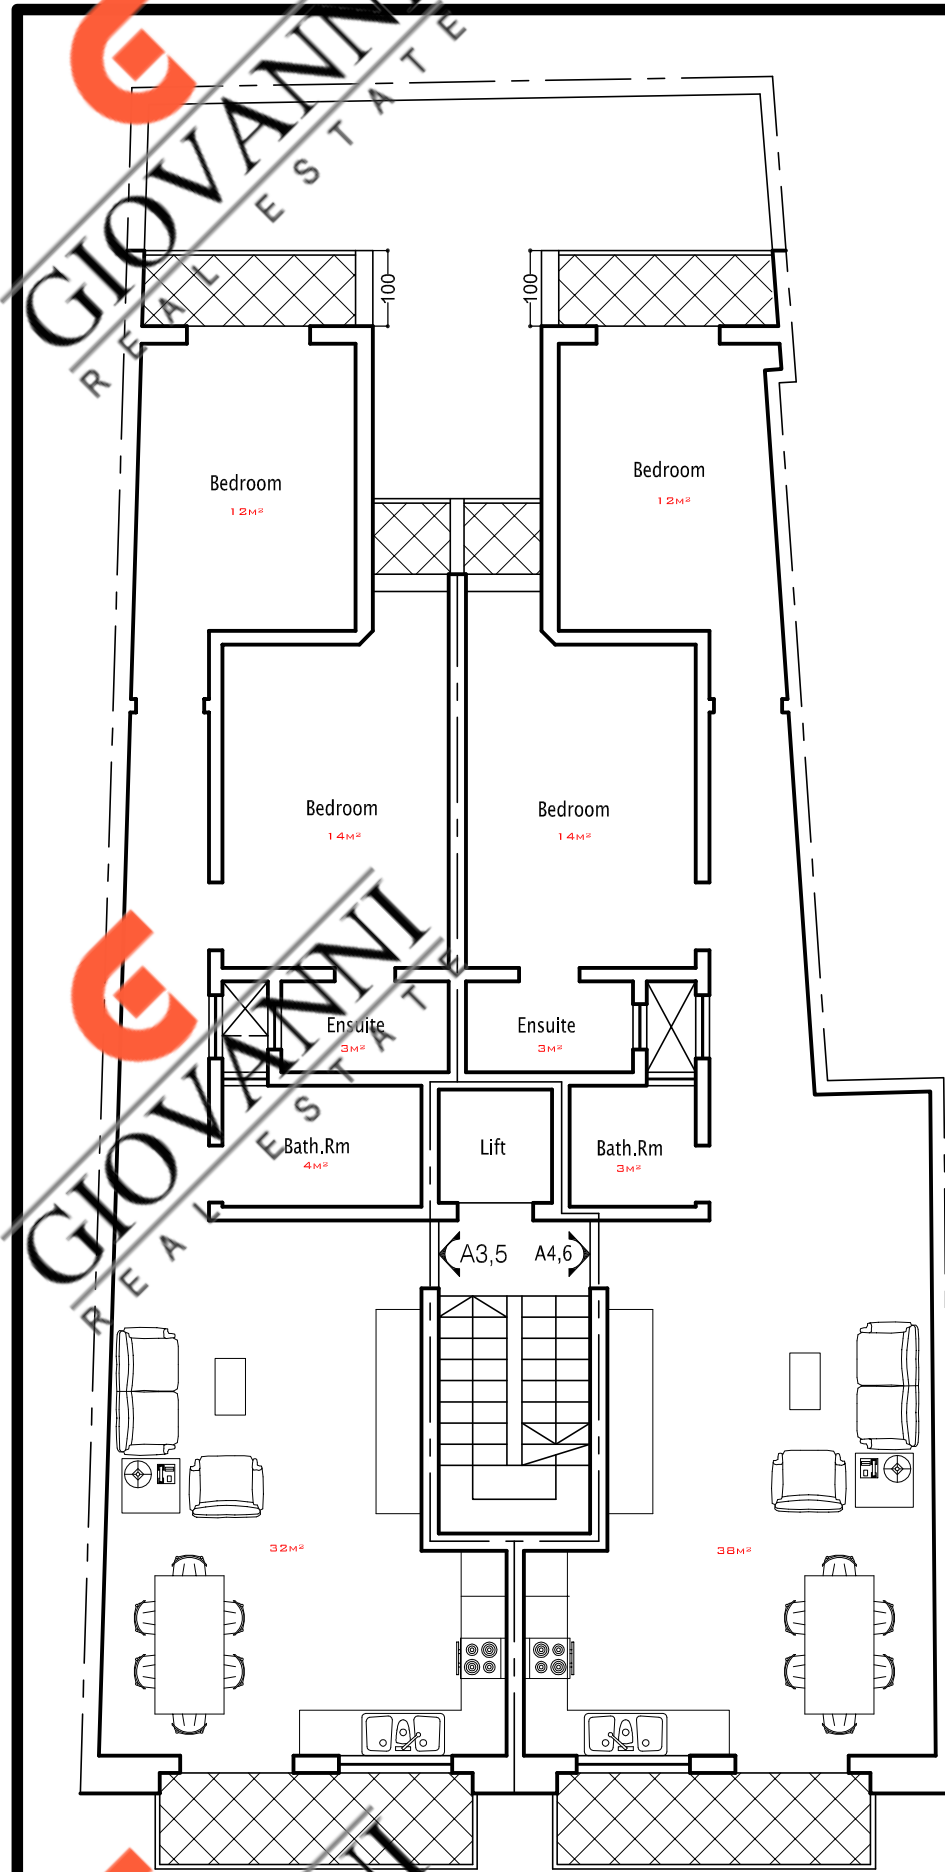 GIOVANNI
REAL ESTATE
100
100
Bedroom
12M²
Bedroom
12M²
Bedroom
14M²
Bedroom
14M²
Ensuite
3M²
Ensuite
3M²
Bath.Rm
4M²
Lift
Bath.Rm
3M²
GIOVANNI
REAL ESTATE
A3,5
A4,6
32M²
38M²